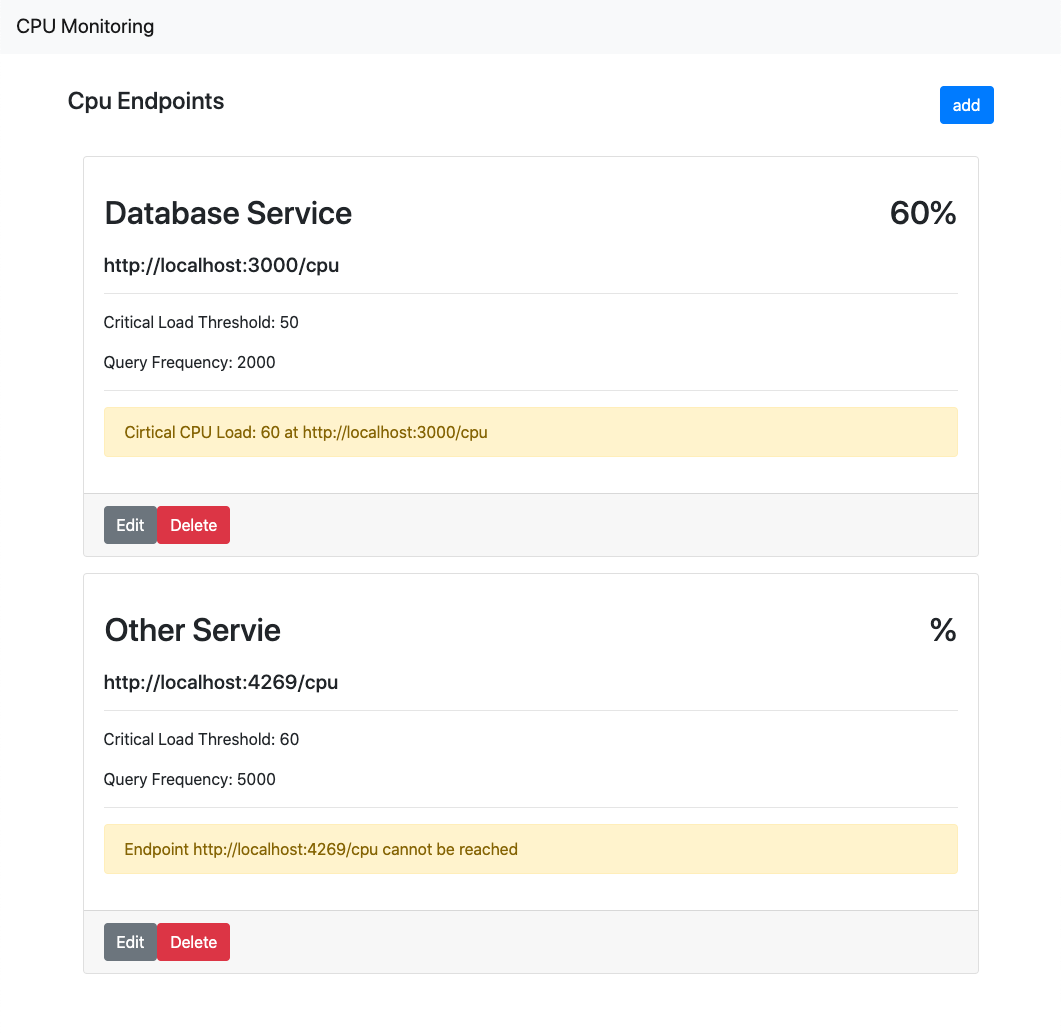 CPU Monitoring
Cpu Endpoints
add
Database Service
60%
http://localhost:3000/cpu
Critical Load Threshold: 50
Query Frequency: 2000
Cirtical CPU Load: 60 at http://localhost:3000/cpu
Edit
Delete
Other Servie
%
http://localhost:4269/cpu
Critical Load Threshold: 60
Query Frequency: 5000
Endpoint http://localhost:4269/cpu cannot be reached
Edit
Delete